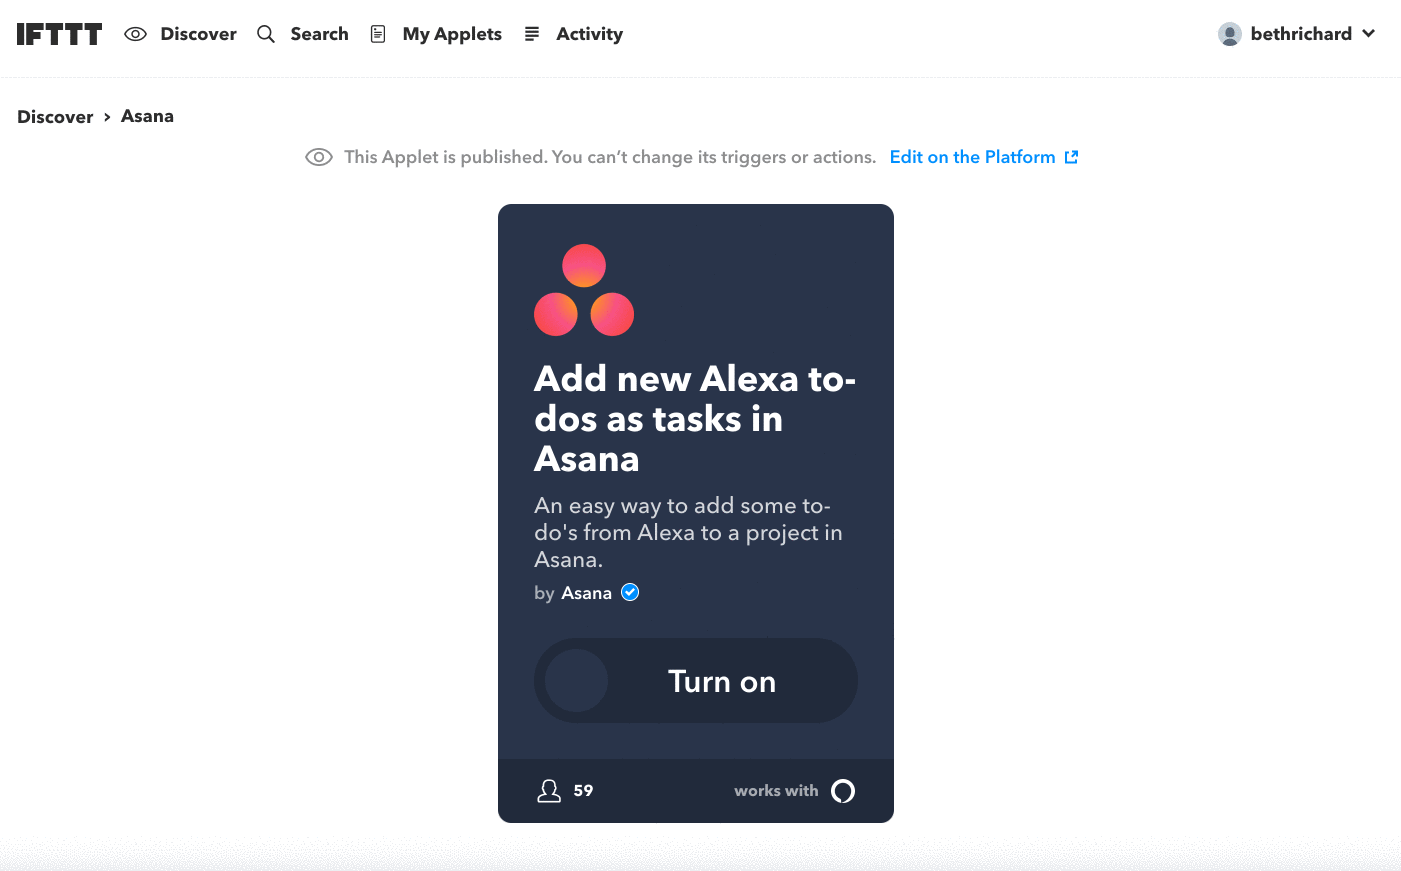 IFTTT Discover Search My Applets Activity bethrichard
Discover › Asana
This Applet is published. You can’t change its triggers or actions. Edit on the Platform
Add new Alexa to-
dos as tasks in
Asana
An easy way to add some to-
do's from Alexa to a project in
Asana.
by Asana
Turn on
59 works with